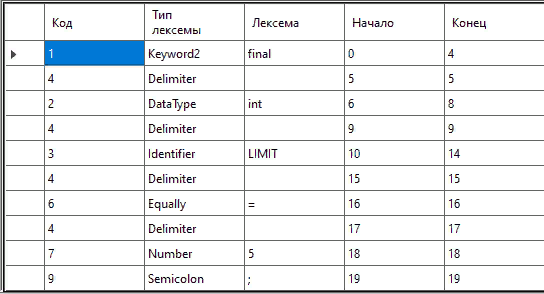 Код Тип лексемы Лексема Начало Конец
1 Keyword2 final 0 4
4 Delimiter 5 5
2 DataType int 6 8
4 Delimiter 9 9
3 Identifier LIMIT 10 14
4 Delimiter 15 15
6 Equally = 16 16
4 Delimiter 17 17
7 Number 5 18 18
9 Semicolon ; 19 19